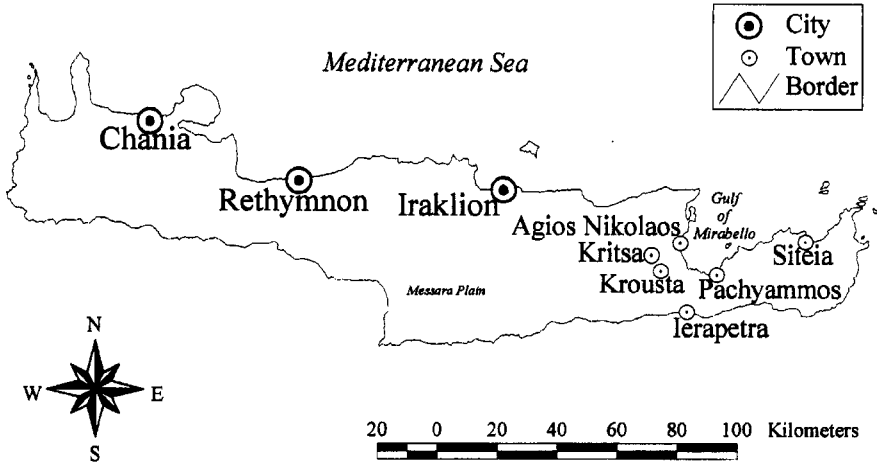 City
Town
Border
Mediterranean Sea
Chania
Rethymnon
Iraklion
Agios Nikolaos
Gulf
of
Mirabello
Kritsa
Siteia
Krousta
Pachyammos
Messara Plain
Ierapetra
N
W E
S
20 0 20 40 60 80 100 Kilometers